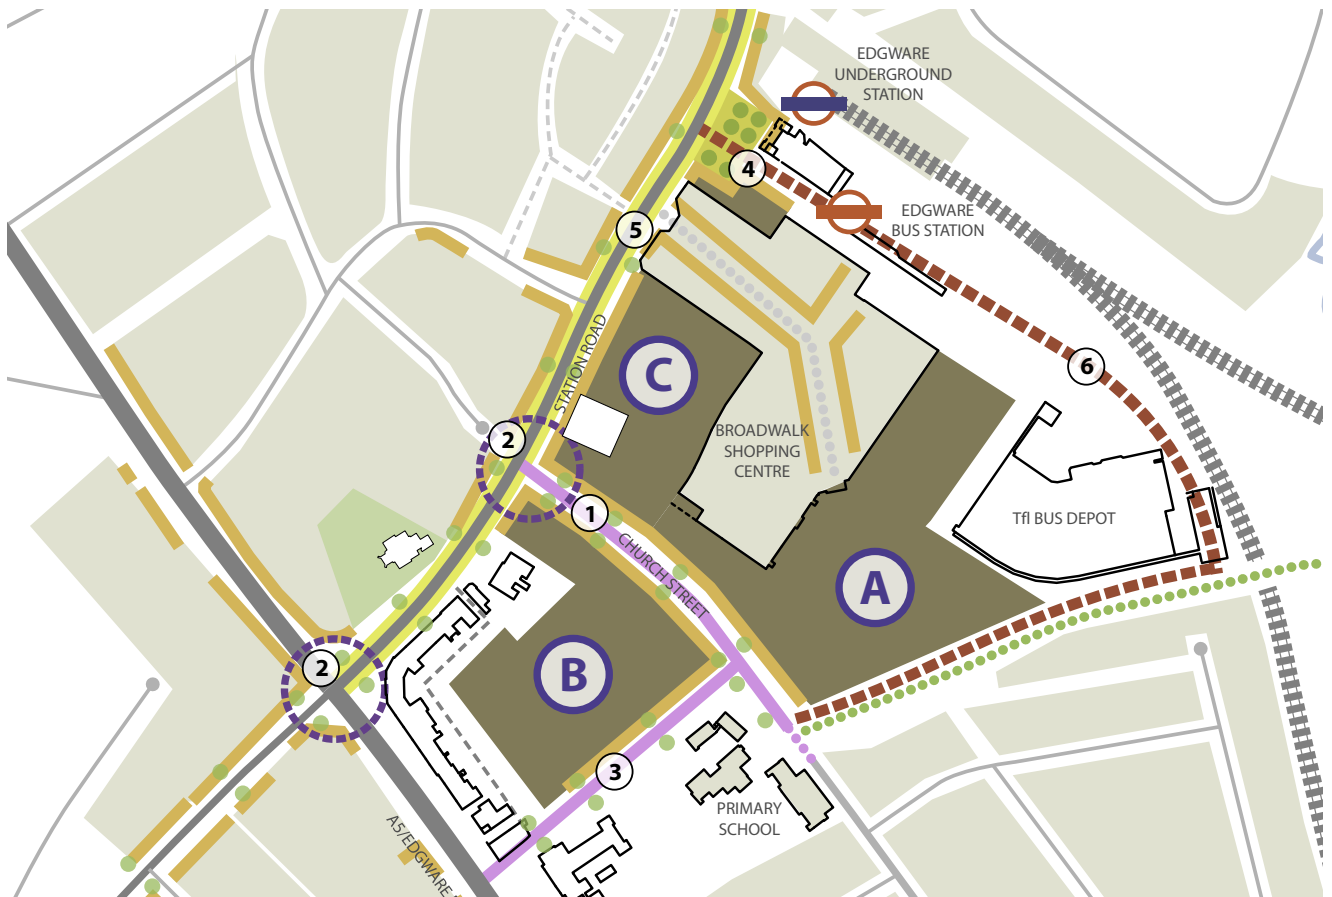 EDGWARE
UNDERGROUND
STATION
4
EDGWARE
BUS STATION
5
STATION ROAD
C
6
2
BROADWALK
SHOPPING
CENTRE
1
Tfl BUS DEPOT
CHURCH STREET
A
2
B
3
PRIMARY
SCHOOL
A5/EDGWARE